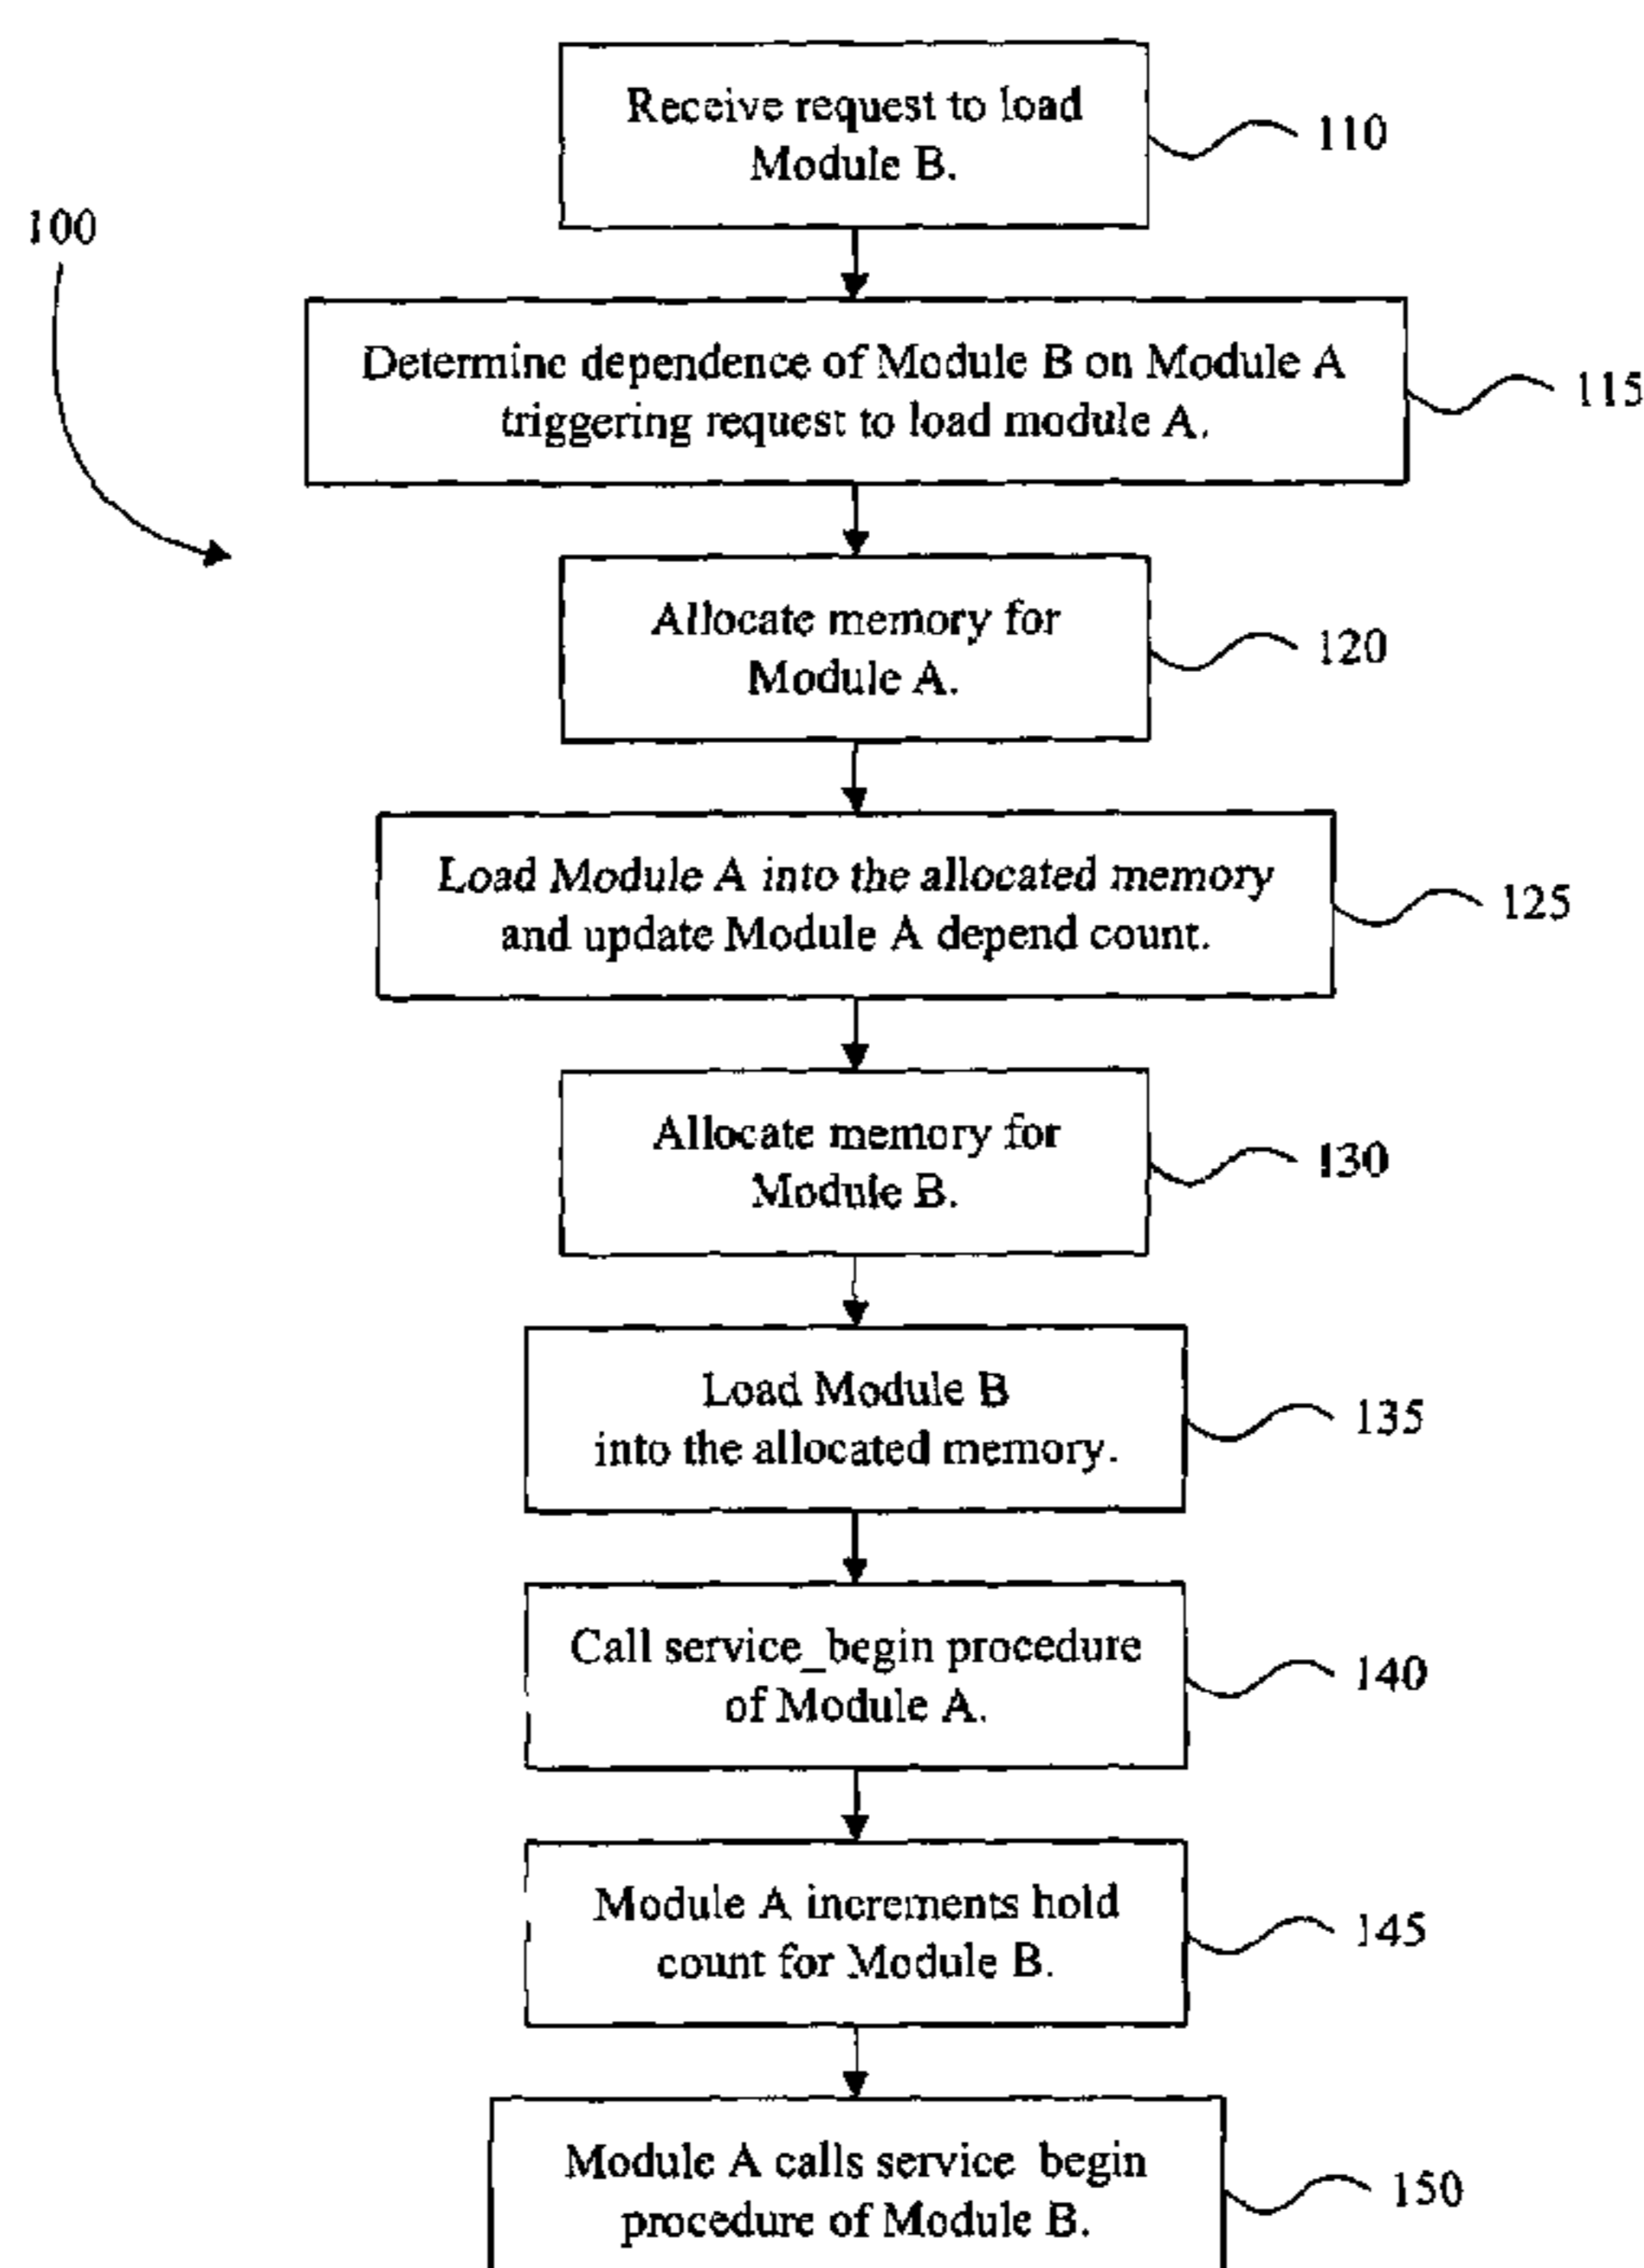 Receive request to load
Module B.
110
100
Determine dependence of Module B on Module A
triggering request to load module A.
115
Allocate memory for
Module A.
120
Load Module A into the allocated memory
and update Module A depend count.
125
Allocate memory for
Module B.
130
Load Module B
into the allocated memory.
135
Call service_begin procedure
of Module A.
140
Module A increments hold
count for Module B.
145
Module A calls service begin
procedure of Module B.
150